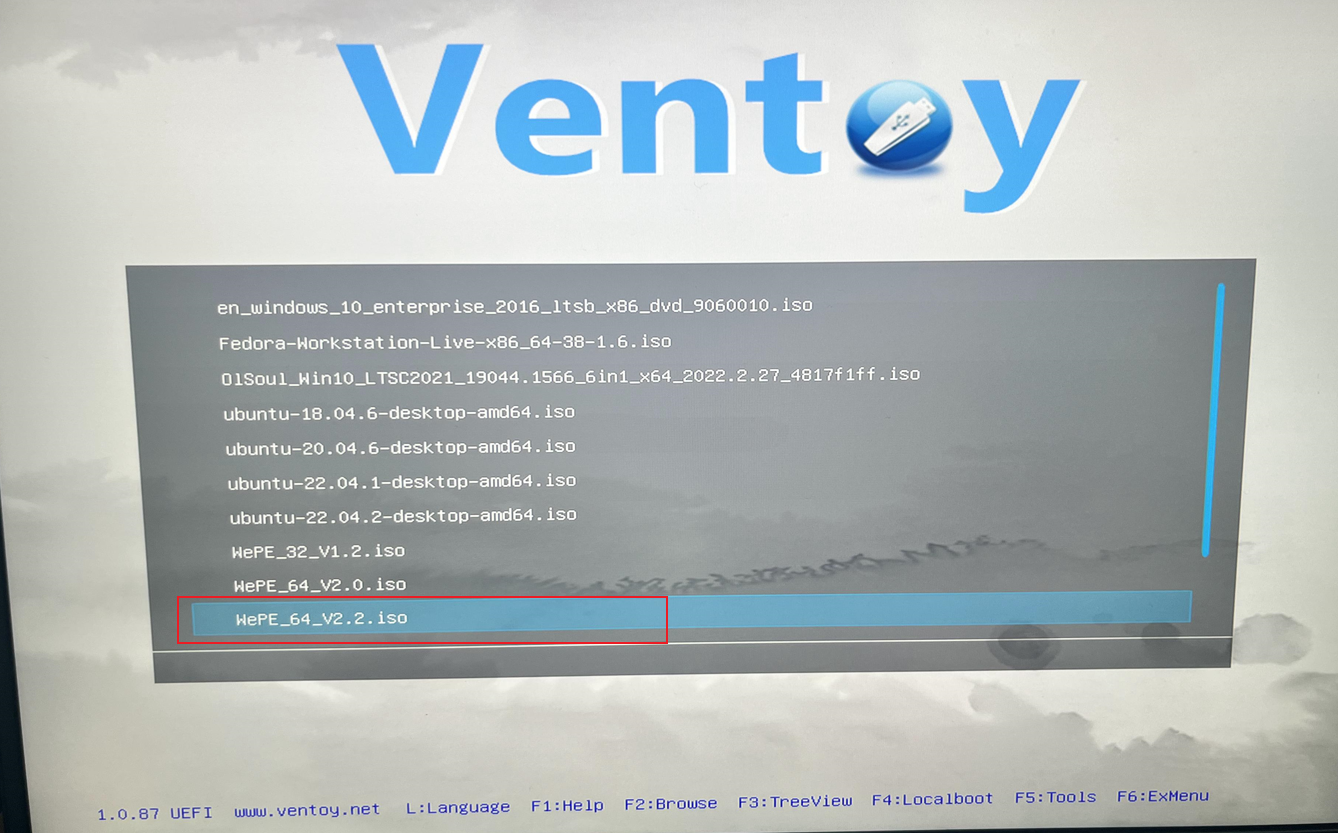 Ventoy
en_windows_10_enterprise_2016_ltsb_x86_dvd_9060010.iso
Fedora-Workstation-Live-x86_64-38-1.6.iso
OlSoul_Win10_LTSC2021_19044.1566_6in1_x64_2022.2.27_4817f1ff.iso
ubuntu-18.04.6-desktop-amd64.iso
ubuntu-20.04.6-desktop-amd64.iso
ubuntu-22.04.1-desktop-amd64.iso
ubuntu-22.04.2-desktop-amd64.iso
WePE_32_V1.2.iso
WePE_64_V2.0.iso
WePE_64_V2.2.iso
1.0.87 UEFI www.ventoy.net L:Language F1:Help F2:Browse F3:TreeView F4:Localboot F5:Tools F6:ExMenu